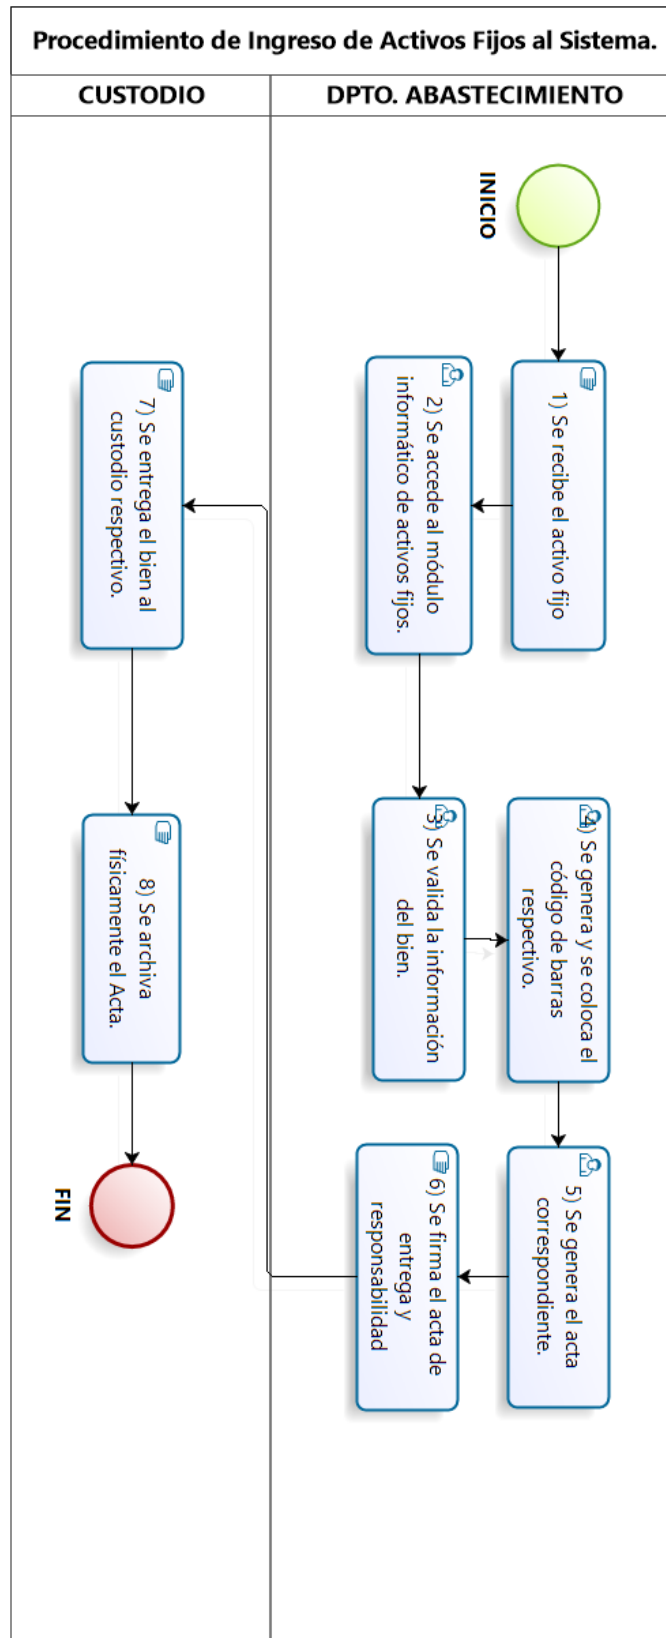 Procedimiento de Ingreso de Activos Fijos al Sistema.
CUSTODIO
DPTO. ABASTECIMIENTO
INICIO
1) Se recibe el activo fijo
2) Se accede al módulo
informático de activos fijos.
3) Se valida la información
del bien.
4) Se genera y se coloca el
código de barras
respectivo.
5) Se genera el acta
correspondiente.
6) Se firma el acta de
entrega y
responsabilidad
7) Se entrega el bien al
custodio respectivo.
8) Se archiva
físicamente el Acta.
FIN